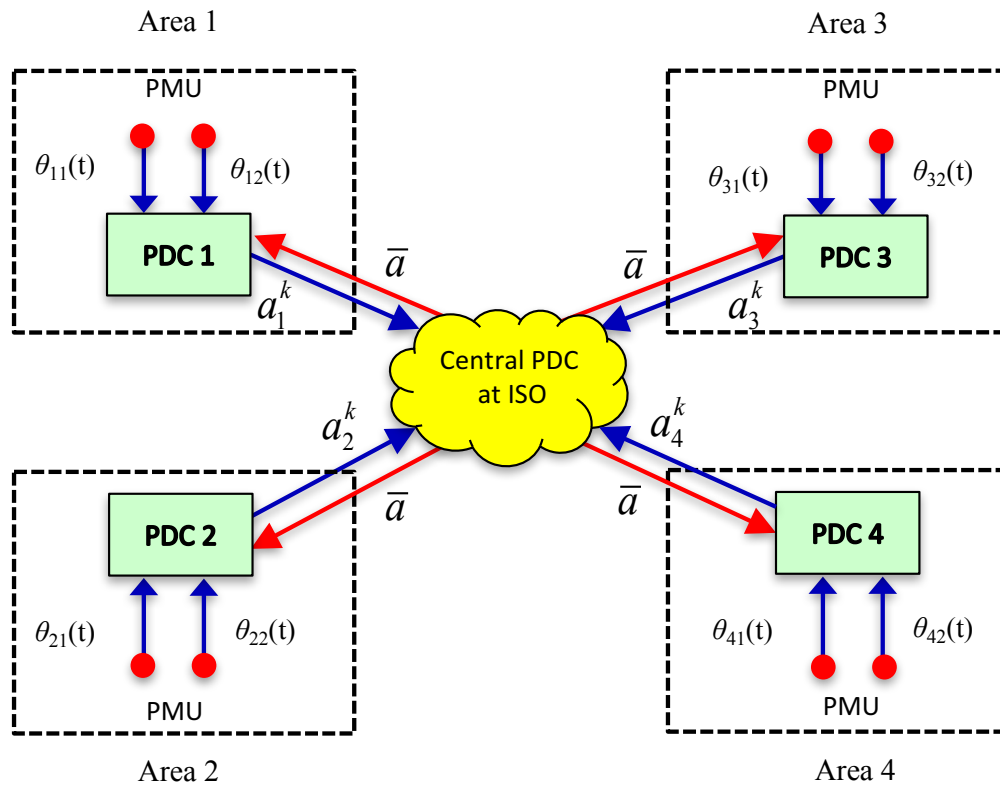 Area 1
PMU
θ₁₁(t)
θ₁₂(t)
PDC 1
a̅
a₁ᵏ
Area 3
PMU
θ₃₁(t)
θ₃₂(t)
PDC 3
a̅
a₃ᵏ
Central PDC
at ISO
a₂ᵏ
a̅
PDC 2
θ₂₁(t)
θ₂₂(t)
PMU
Area 2
a₄ᵏ
a̅
PDC 4
θ₄₁(t)
θ₄₂(t)
PMU
Area 4